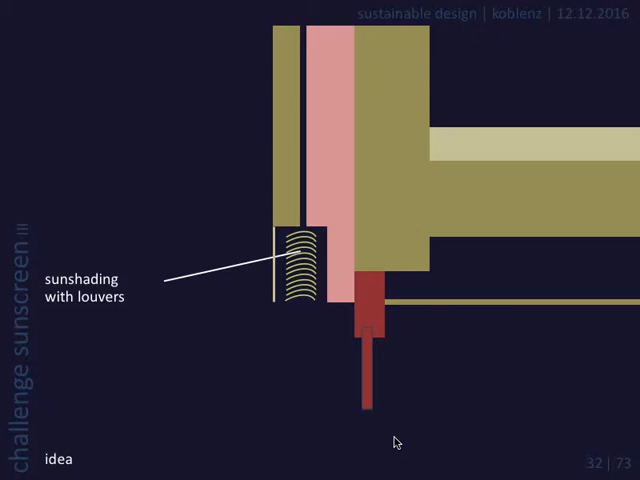 sustainable design | koblenz | 12.12.2016
sunshading
with louvers
challenge sunscreen III
idea
32 | 73